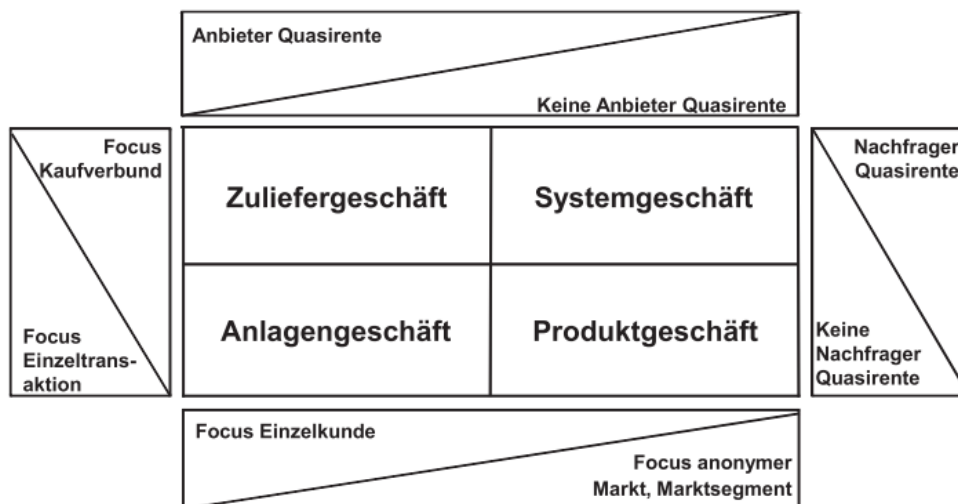 Anbieter Quasirente
Keine Anbieter Quasirente
Focus
Kaufverbund
Focus
Einzeltrans-
aktion
Zuliefergeschäft
Systemgeschäft
Anlagengeschäft
Produktgeschäft
Nachfrager
Quasirente
Keine
Nachfrager
Quasirente
Focus Einzelkunde
Focus anonymer
Markt, Marktsegment